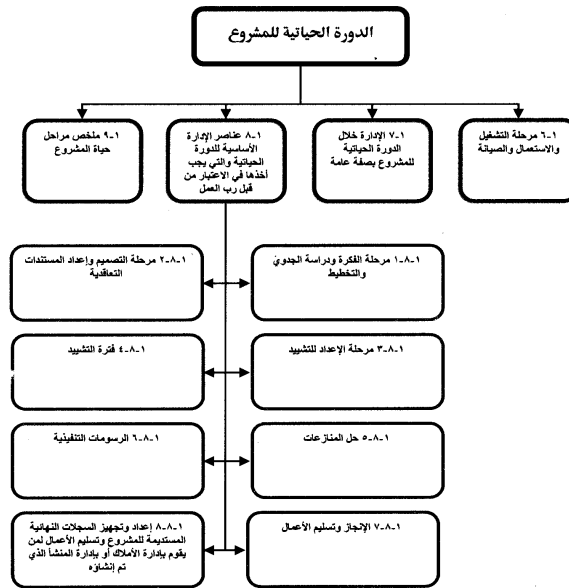 الدورة الحياتية للمشروع
١-٦ مرحلة التشغيل
والاستعمال والصيانة
١-٧ الإدارة خلال
الدورة الحياتية
للمشروع بصفة عامة
١-٨ عناصر الإدارة
الأساسية للدورة
الحياتية والتي يجب
أخذها في الاعتبار من
قبل رب العمل
١-٩ ملخص مراحل
حياة المشروع
١-٨-١ مرحلة الفكرة ودراسة الجدوى
والتخطيط
١-٨-٢ مرحلة التصميم وإعداد المستندات
التعاقدية
١-٨-٣ مرحلة الإعداد للتشييد
١-٨-٤ فترة التشييد
١-٨-٥ حل المنازعات
١-٨-٦ الرسومات التنفيذية
١-٨-٧ الإنجاز وتسليم الأعمال
١-٨-٨ إعداد وتجهيز السجلات النهائية
المستديمة للمشروع وتسليم الأعمال لمن
يقوم بإدارة الأملاك أو بإدارة المنشأ الذي
تم إنشاؤه